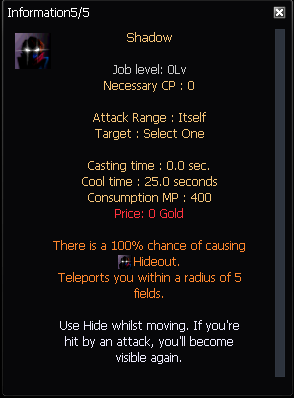 Information5/5
Shadow
Job level: 0Lv
Necessary CP : 0
Attack Range : Itself
Target : Select One
Casting time : 0.0 sec.
Cool time : 25.0 seconds
Consumption MP : 400
Price: 0 Gold
There is a 100% chance of causing
Hideout.
Teleports you within a radius of 5
fields.
Use Hide whilst moving. If you're
hit by an attack, you'll become
visible again.